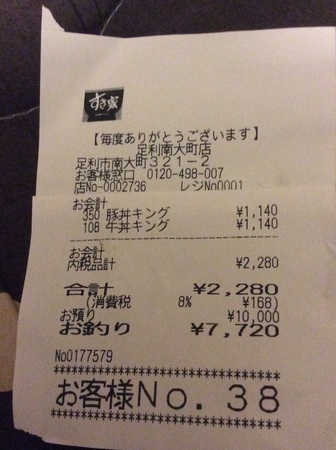 すき家
【毎度ありがとうございます】
足利南大町店
足利市南大町321-2
お客様窓口 0120-498-007
店No-0002736 レジNo0001
お会計
350 豚丼キング ¥1,140
108 牛丼キング ¥1,140
--------------------------------
お会計
内税品計 ¥2,280
合計 ¥2,280
(消費税 8% ¥168)
お預り ¥10,000
お釣り ¥7,720
No0177579
********************************
お客様No.38
********************************